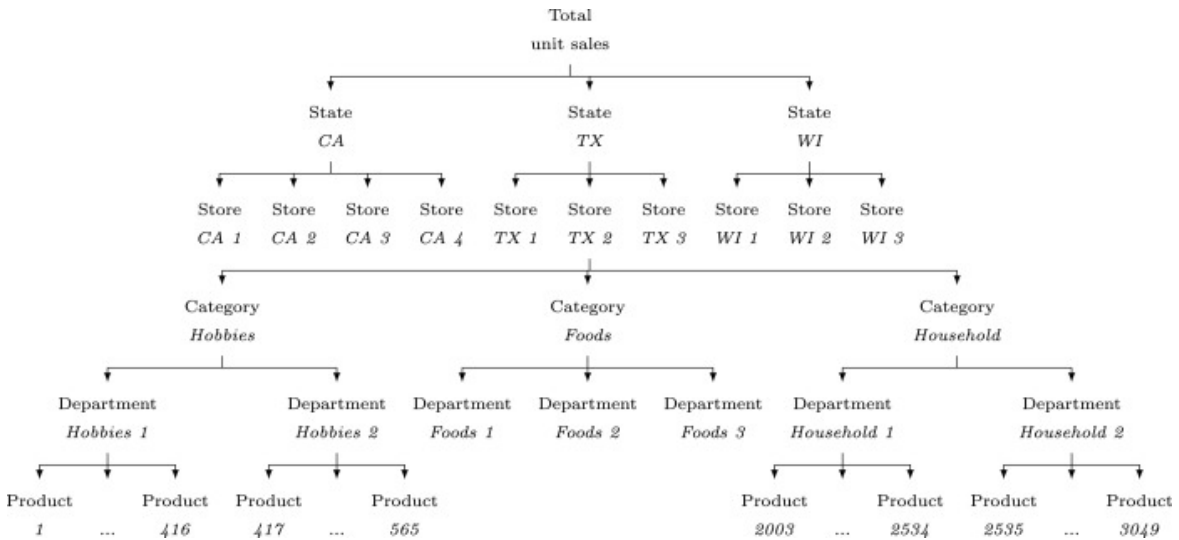 Total
unit sales
State State State
CA TX WI
Store Store Store Store Store Store Store Store Store Store
CA 1 CA 2 CA 3 CA 4 TX 1 TX 2 TX 3 WI 1 WI 2 WI 3
Category Category Category
Hobbies Foods Household
Department Department Department Department Department Department Department
Hobbies 1 Hobbies 2 Foods 1 Foods 2 Foods 3 Household 1 Household 2
Product Product Product Product Product Product Product Product
1 ... 416 417 ... 565 2003 ... 2534 2535 ... 3049